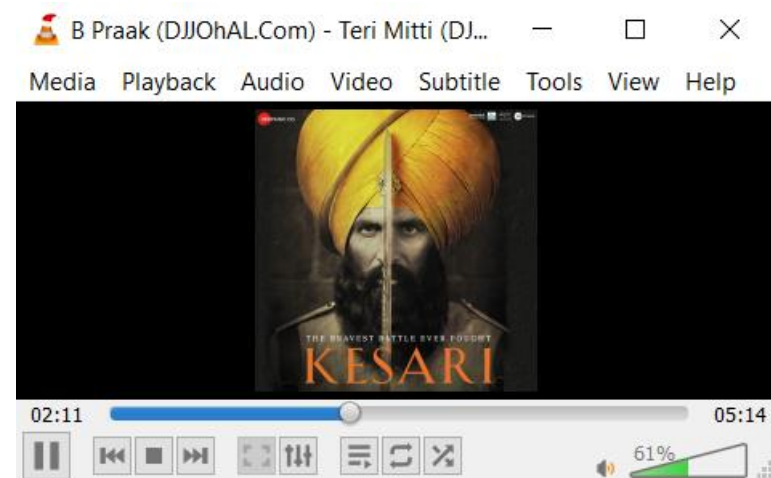 B Praak (DJJOhAL.Com) - Teri Mitti (DJ...
Media Playback Audio Video Subtitle Tools View Help
THE BRAVEST BATTLE EVER FOUGHT
KESARI
02:11 05:14
61%